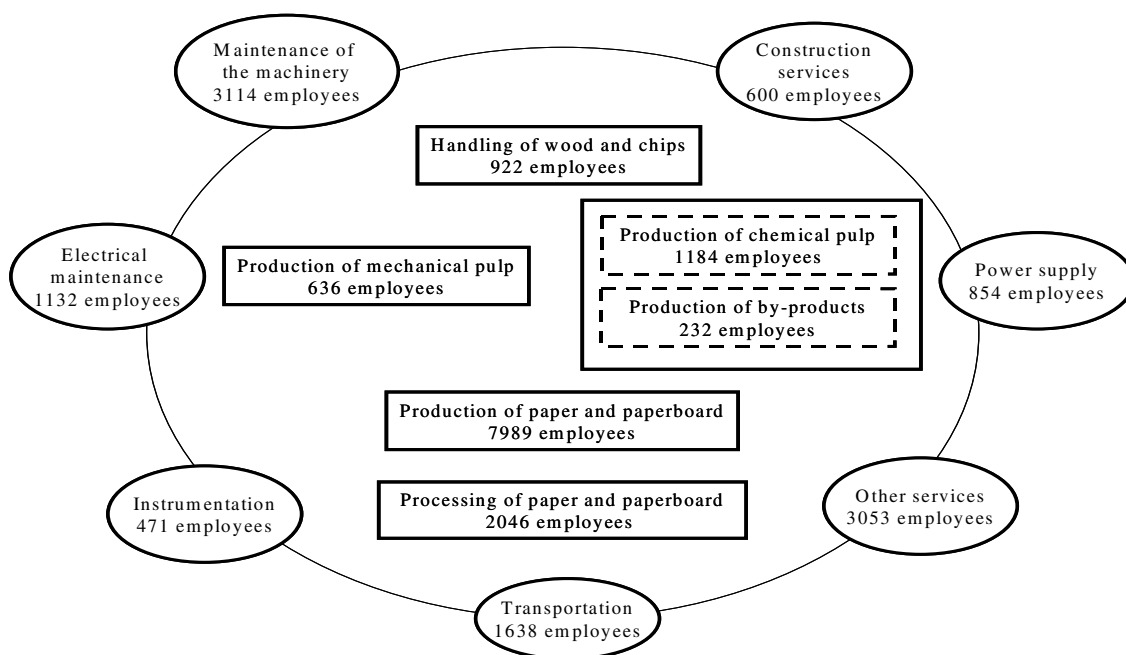 Maintenance of
the machinery
3114 employees
Construction
services
600 employees
Handling of wood and chips
922 employees
Production of chemical pulp
1184 employees
Electrical
maintenance
1132 employees
Production of mechanical pulp
636 employees
Power supply
854 employees
Production of by-products
232 employees
Production of paper and paperboard
7989 employees
Instrumentation
471 employees
Processing of paper and paperboard
2046 employees
Other services
3053 employees
Transportation
1638 employees